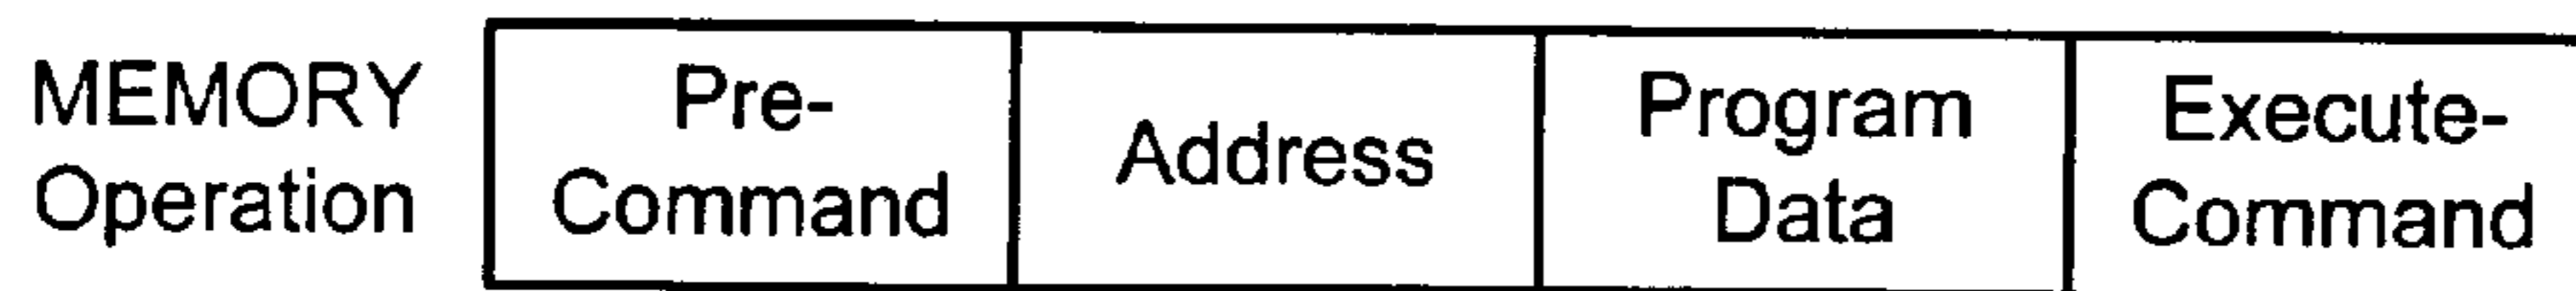 MEMORY
Operation
Pre-
Command
Address
Program
Data
Execute-
Command